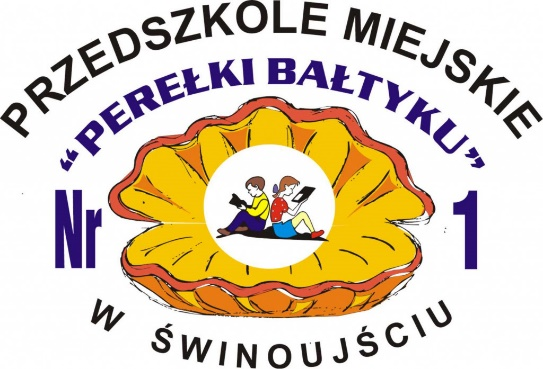 PRZEDSZKOLE MIEJSKIE
“PEREŁKI BAŁTYKU”
Nr 1
W ŚWINOUJŚCIU